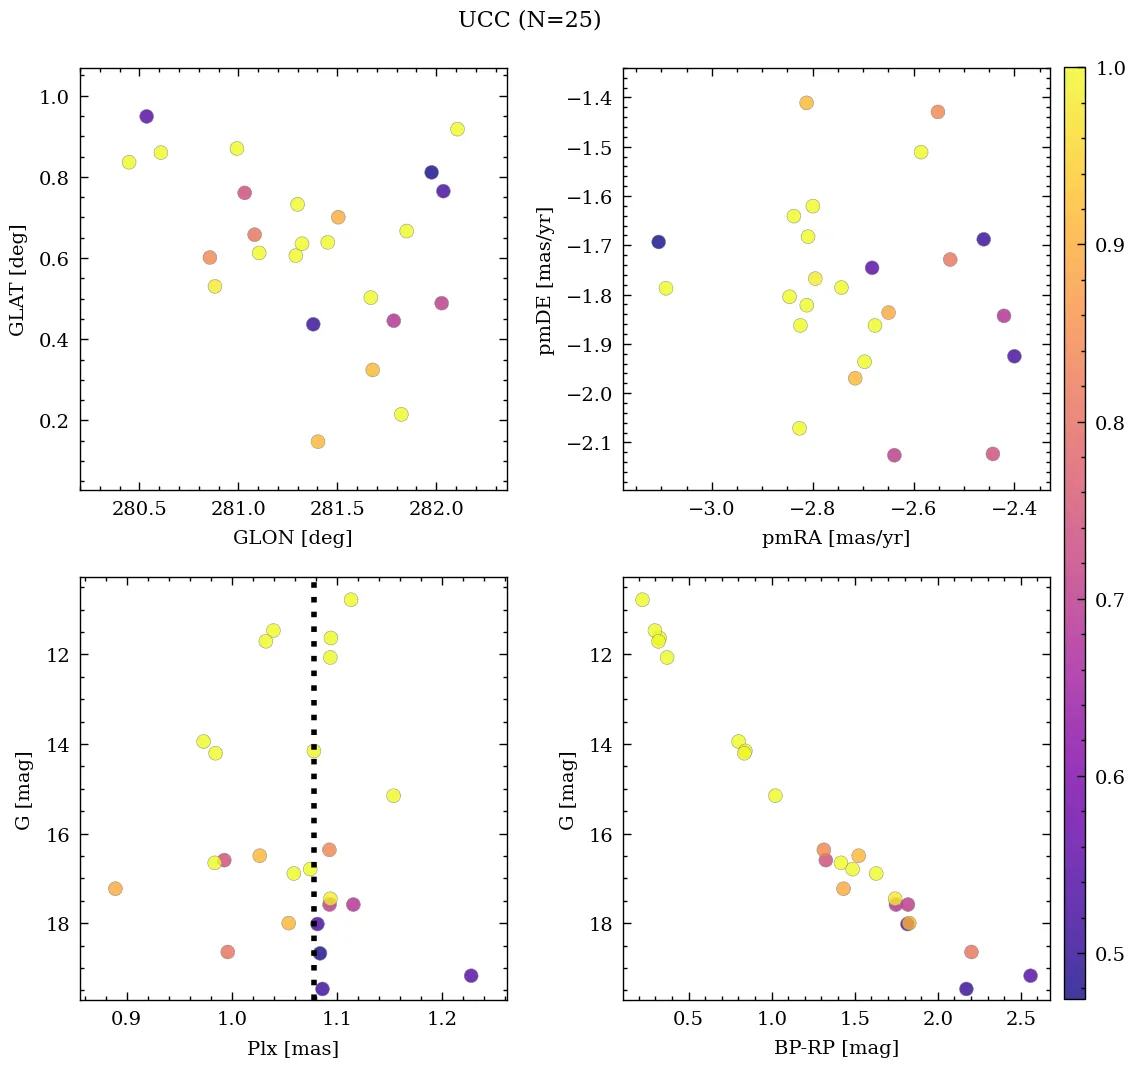 UCC (N=25)
1.0
0.8
0.6
0.4
0.2
GLAT [deg]
280.5 281.0 281.5 282.0
GLON [deg]
−1.4
−1.5
−1.6
−1.7
−1.8
−1.9
−2.0
−2.1
pmDE [mas/yr]
−3.0 −2.8 −2.6 −2.4
pmRA [mas/yr]
12
14
16
18
G [mag]
0.9 1.0 1.1 1.2
Plx [mas]
12
14
16
18
G [mag]
0.5 1.0 1.5 2.0 2.5
BP-RP [mag]
1.0
0.9
0.8
0.7
0.6
0.5